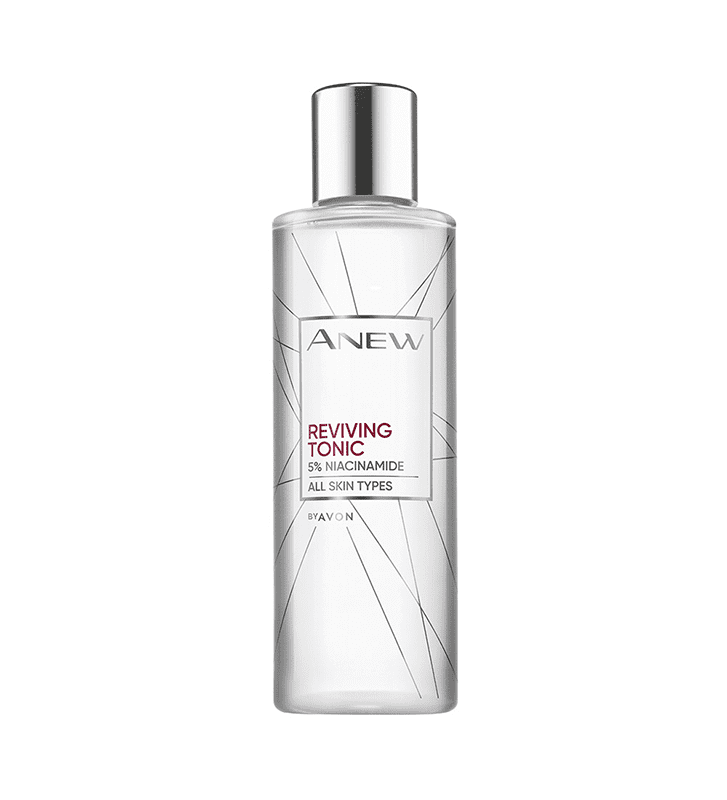 ANEW
REVIVING
TONIC
5% NIACINAMIDE
ALL SKIN TYPES
BY AVON